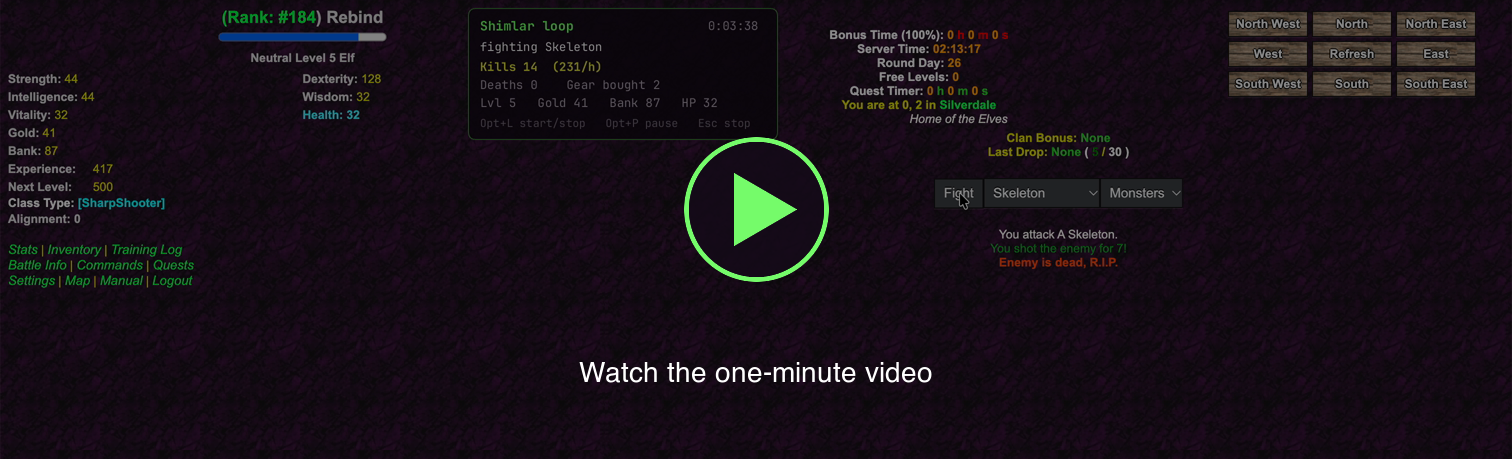 (Rank: #184) Rebind
Neutral Level 5 Elf
Strength: 44
Dexterity: 128
Intelligence: 44
Wisdom: 32
Vitality: 32
Health: 32
Gold: 41
Bank: 87
Experience: 417
Next Level: 500
Class Type: [SharpShooter]
Alignment: 0
Stats | Inventory | Training Log
Battle Info | Commands | Quests
Settings | Map | Manual | Logout
Shimlar loop 0:03:38
fighting Skeleton
Kills 14 (231/h)
Deaths 0 Gear bought 2
Lvl 5 Gold 41 Bank 87 HP 32
Opt+L start/stop Opt+P pause Esc stop
Bonus Time (100%): 0 h 0 m 0 s
Server Time: 02:13:17
Round Day: 26
Free Levels: 0
Quest Timer: 0 h 0 m 0 s
You are at 0, 2 in Silverdale
Home of the Elves
Clan Bonus: None
Last Drop: None ( 5 / 30 )
Fight Skeleton Monsters
You attack A Skeleton.
You shot the enemy for 7!
Enemy is dead, R.I.P.
North West North North East
West Refresh East
South West South South East
Watch the one-minute video